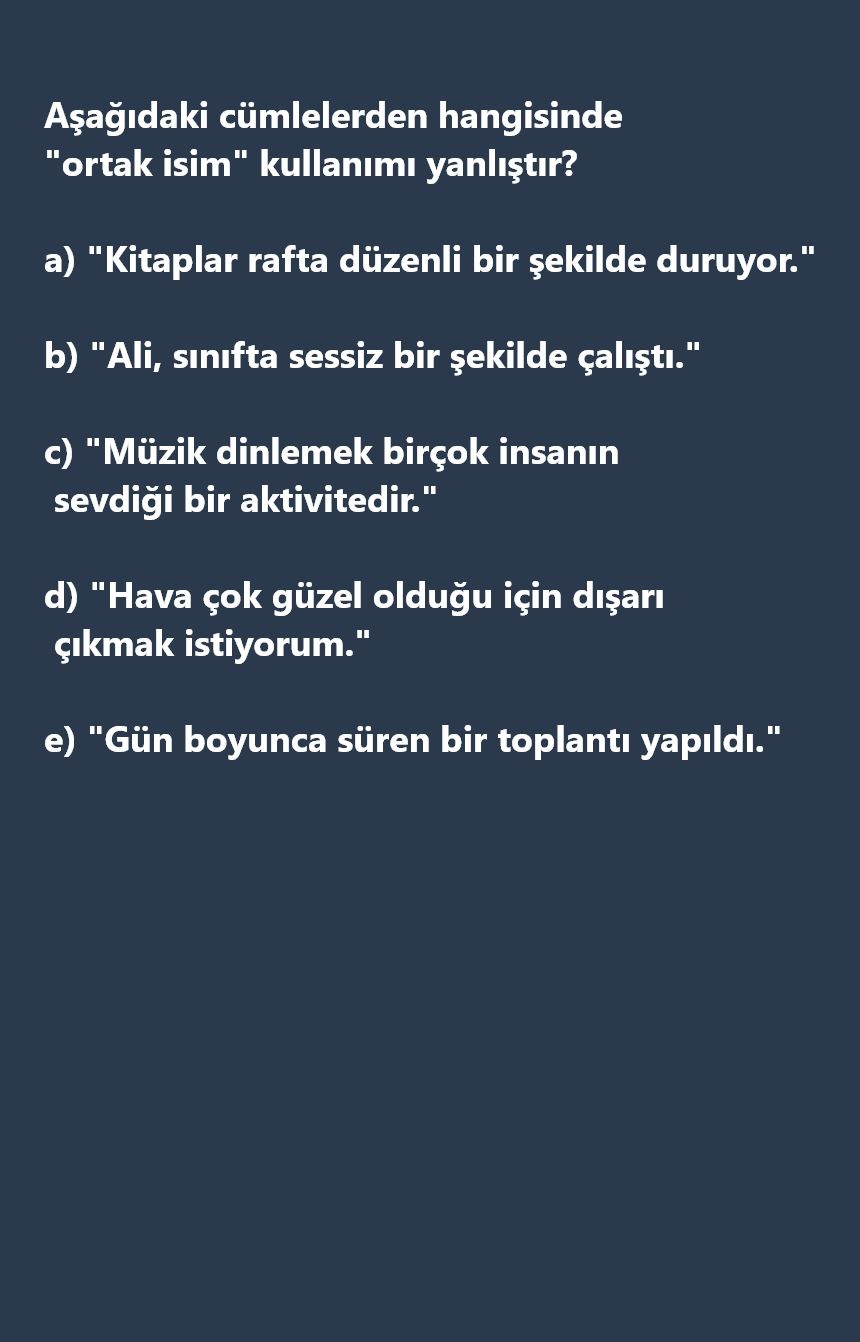 Aşağıdaki cümlelerden hangisinde
"ortak isim" kullanımı yanlıştır?
a) "Kitaplar rafta düzenli bir şekilde duruyor."
b) "Ali, sınıfta sessiz bir şekilde çalıştı."
c) "Müzik dinlemek birçok insanın
sevdiği bir aktivitedir."
d) "Hava çok güzel olduğu için dışarı
çıkmak istiyorum."
e) "Gün boyunca süren bir toplantı yapıldı."